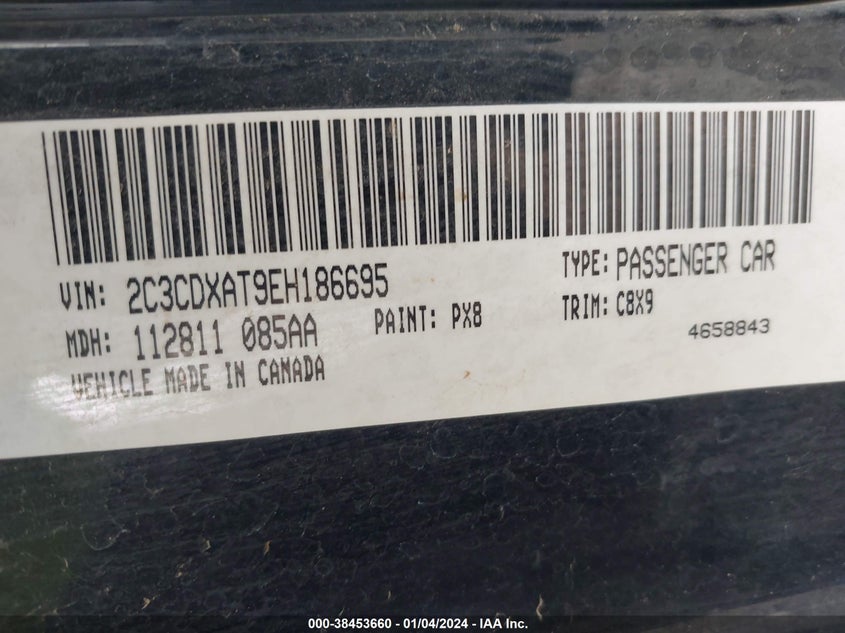 VIN: 2C3CDXAT9EH186695
TYPE: PASSENGER CAR
MDH: 112811 085AA
PAINT: PX8
TRIM: C8X9
VEHICLE MADE IN CANADA
4658843
000-38453660 - 01/04/2024 - IAA Inc.